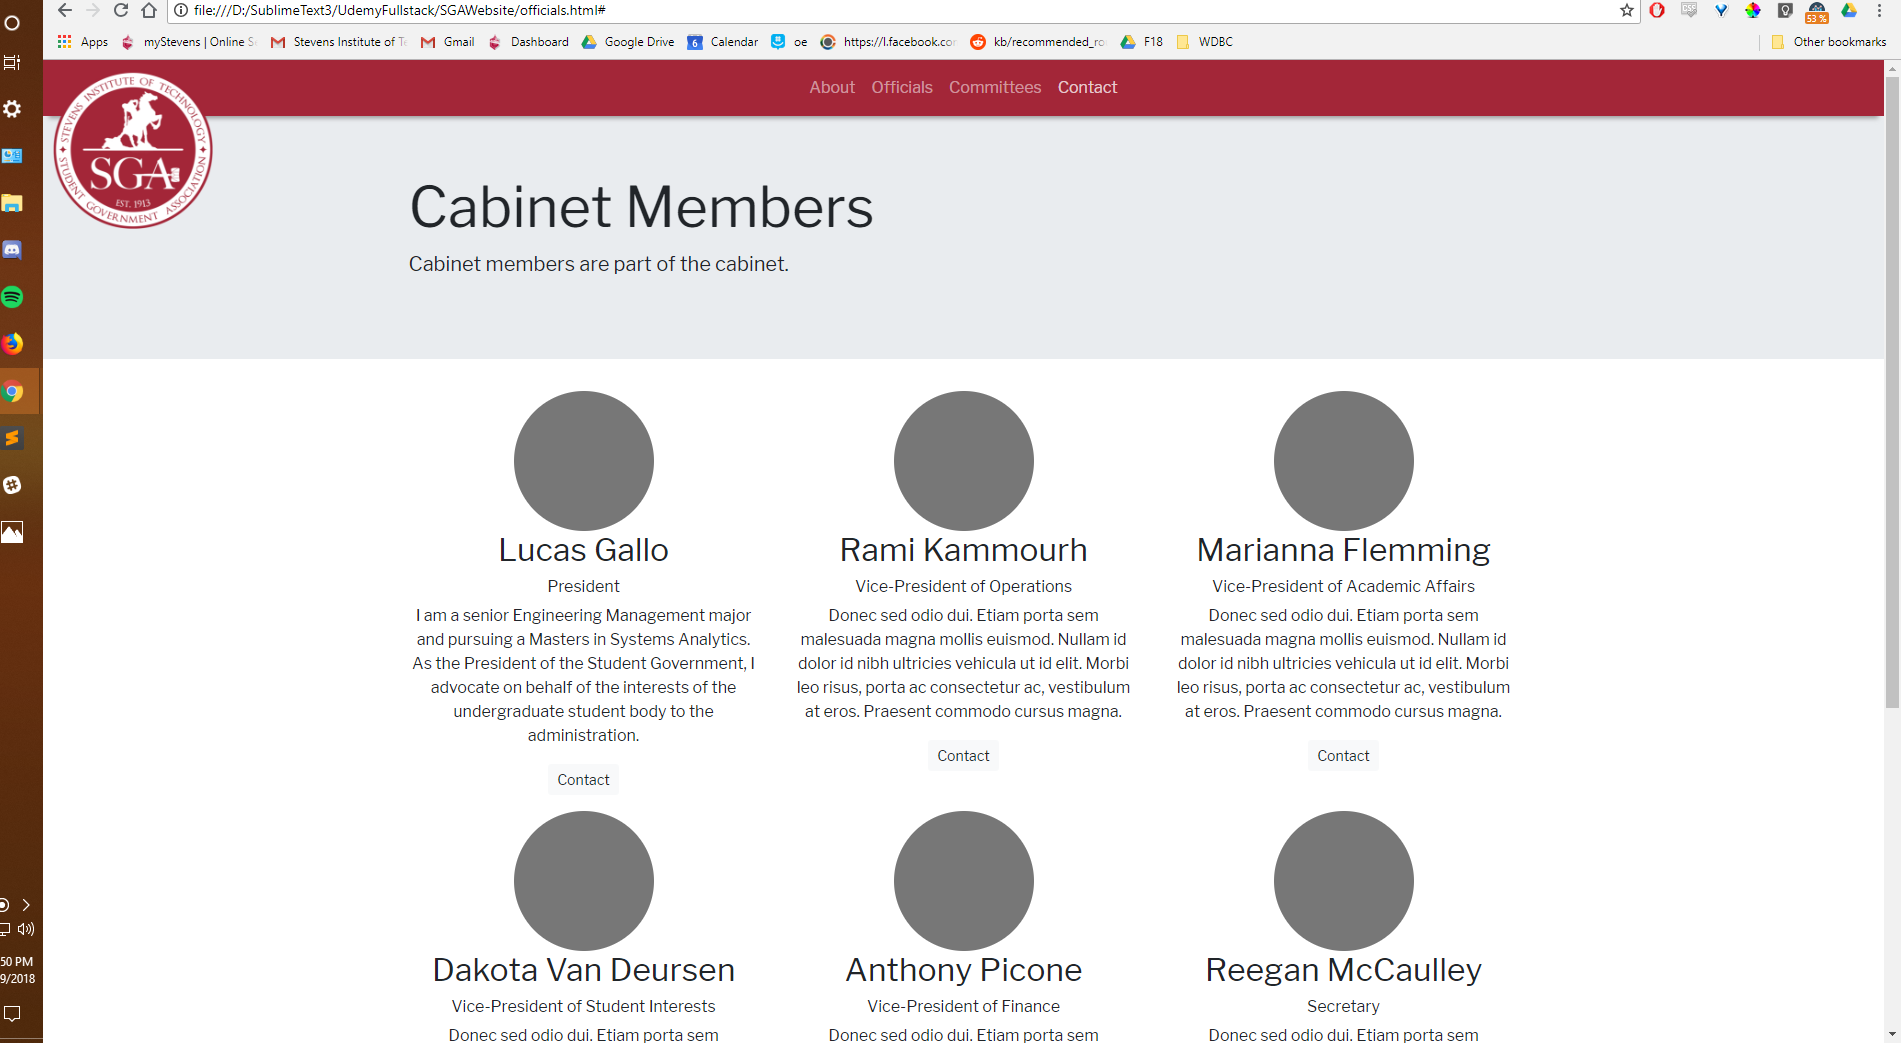 file:///D:/SublimeText3/UdemyFullstack/SGAWebsite/officials.html#
53 %
Apps myStevens | Online Stevens Institute of Gmail Dashboard Google Drive 6 Calendar oe https://l.facebook.com kb/recommended_ro F18 WDBC Other bookmarks
About Officials Committees Contact
STEVENS INSTITUTE OF TECHNOLOGY
SGA
EST. 1913
STUDENT GOVERNMENT ASSOCIATION
Cabinet Members
Cabinet members are part of the cabinet.
Lucas Gallo Rami Kammourh Marianna Flemming
President Vice-President of Operations Vice-President of Academic Affairs
I am a senior Engineering Management major Donec sed odio dui. Etiam porta sem Donec sed odio dui. Etiam porta sem
and pursuing a Masters in Systems Analytics. malesuada magna mollis euismod. Nullam id malesuada magna mollis euismod. Nullam id
As the President of the Student Government, I dolor id nibh ultricies vehicula ut id elit. Morbi dolor id nibh ultricies vehicula ut id elit. Morbi
advocate on behalf of the interests of the leo risus, porta ac consectetur ac, vestibulum leo risus, porta ac consectetur ac, vestibulum
undergraduate student body to the at eros. Praesent commodo cursus magna. at eros. Praesent commodo cursus magna.
administration.
Contact Contact Contact
Dakota Van Deursen Anthony Picone Reegan McCaulley
Vice-President of Student Interests Vice-President of Finance Secretary
Donec sed odio dui. Etiam porta sem Donec sed odio dui. Etiam porta sem Donec sed odio dui. Etiam porta sem
50 PM
9/2018